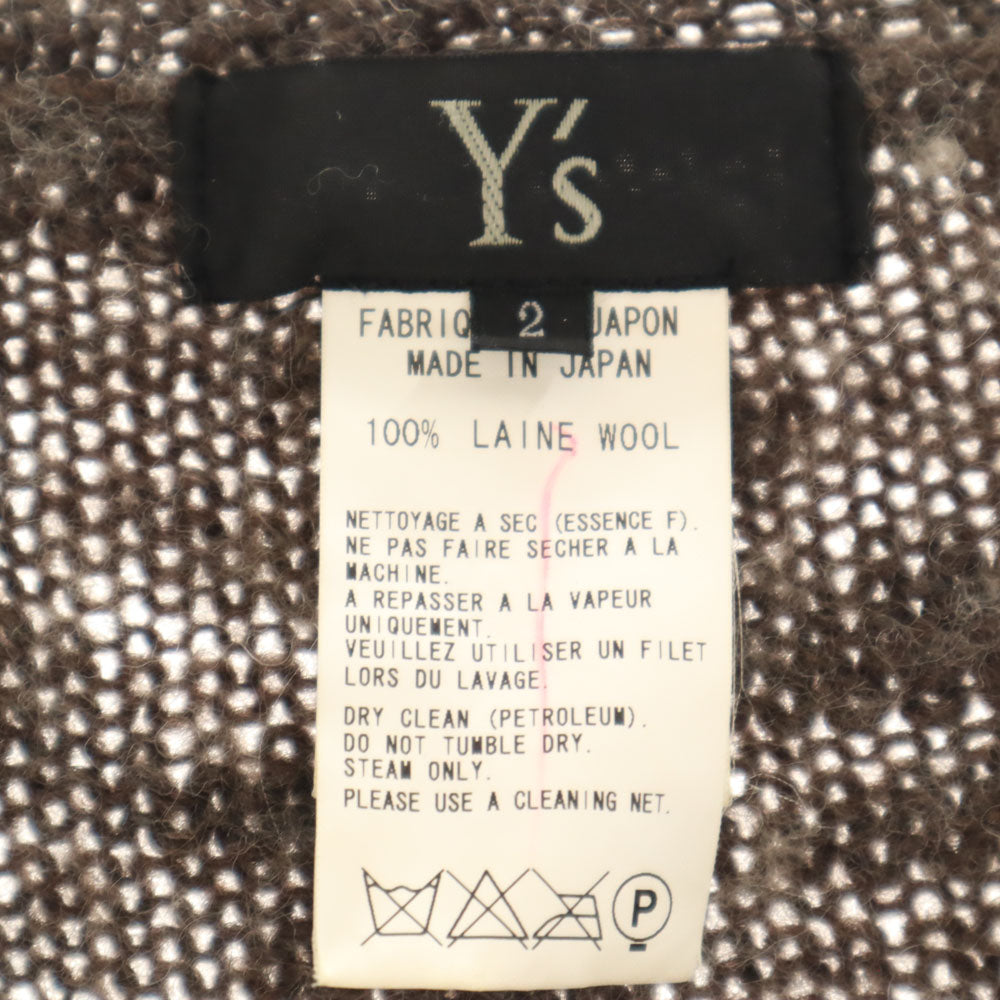 Y's
2
FABRIQ JAPON
MADE IN JAPAN
100% LAINE WOOL
NETTOYAGE A SEC (ESSENCE F).
NE PAS FAIRE SECHER A LA
MACHINE.
A REPASSER A LA VAPEUR
UNIQUEMENT.
VEUILLEZ UTILISER UN FILET
LORS DU LAVAGE.
DRY CLEAN (PETROLEUM).
DO NOT TUMBLE DRY.
STEAM ONLY.
PLEASE USE A CLEANING NET.
P